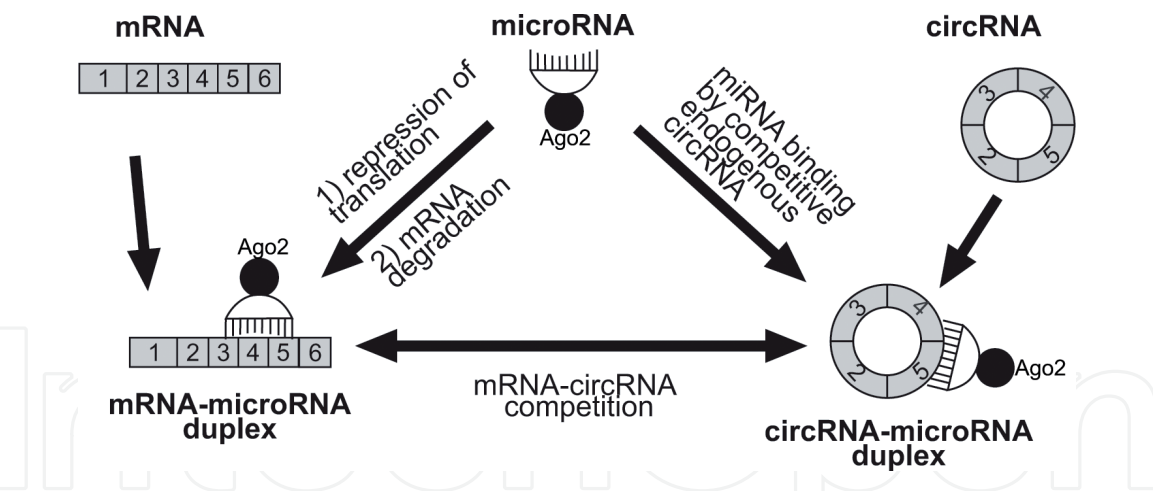 mRNA
1 2 3 4 5 6
microRNA
Ago2
circRNA
3 4
2 5
1) repression of
translation
2) mRNA
degradation
miRNA binding
by competitive
endogenous
circRNA
Ago2
1 2 3 4 5 6
mRNA-microRNA
duplex
mRNA-circRNA
competition
3 4
2 5
Ago2
circRNA-microRNA
duplex